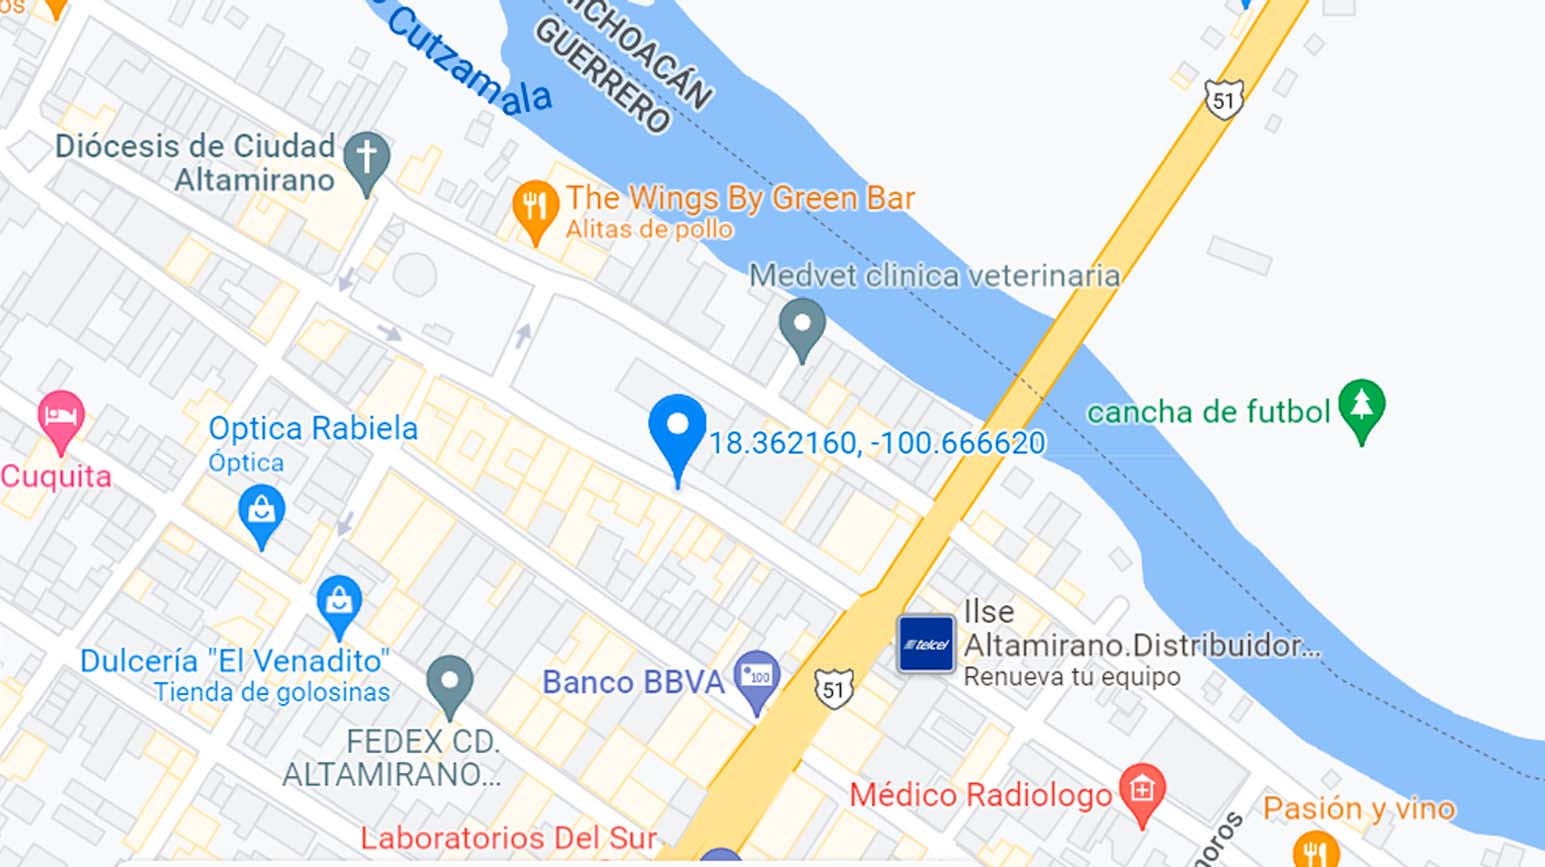 Cutzamala
MICHOACÁN
GUERRERO
51
Diócesis de Ciudad
Altamirano
The Wings By Green Bar
Alitas de pollo
Medvet clinica veterinaria
cancha de futbol
18.362160, -100.666620
Optica Rabiela
Óptica
Cuquita
Dulcería "El Venadito"
Tienda de golosinas
Ilse
Altamirano.Distribuidor...
Renueva tu equipo
telcel
Banco BBVA
100
51
FEDEX CD.
ALTAMIRANO...
Médico Radiologo
Pasión y vino
Laboratorios Del Sur